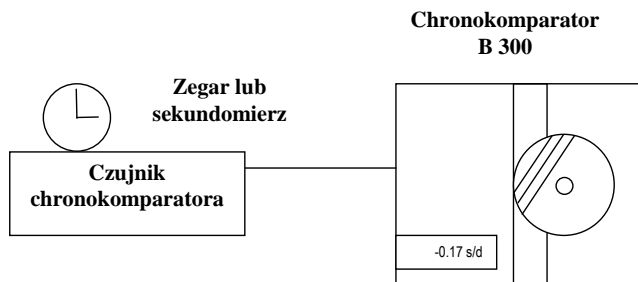 Chronokomparator
B 300
Zegar lub
sekundomierz
Czujnik
chronokomparatora
-0.17 s/d